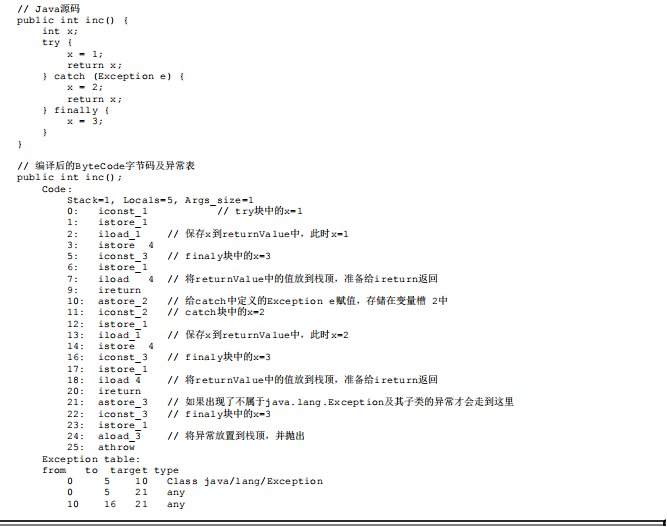 // Java源码
public int inc() {
    int x;
    try {
        x = 1;
        return x;
    } catch (Exception e) {
        x = 2;
        return x;
    } finally {
        x = 3;
    }
}
// 编译后的ByteCode字节码及异常表
public int inc();
    Code:
        Stack=1, Locals=5, Args_size=1
        0: iconst_1 // try块中的x=1
        1: istore_1
        2: iload_1 // 保存x到returnValue中，此时x=1
        3: istore 4
        5: iconst_3 // finaly块中的x=3
        6: istore_1
        7: iload 4 // 将returnValue中的值放到栈顶，准备给ireturn返回
        9: ireturn
        10: astore_2 // 给catch中定义的Exception e赋值，存储在变量槽 2中
        11: iconst_2 // catch块中的x=2
        12: istore_1
        13: iload_1 // 保存x到returnValue中，此时x=2
        14: istore 4
        16: iconst_3 // finaly块中的x=3
        17: istore_1
        18: iload 4 // 将returnValue中的值放到栈顶，准备给ireturn返回
        20: ireturn
        21: astore_3 // 如果出现了不属于java.lang.Exception及其子类的异常才会走到这里
        22: iconst_3 // finaly块中的x=3
        23: istore_1
        24: aload_3 // 将异常放置到栈顶，并抛出
        25: athrow
    Exception table:
    from to target type
        0 5 10 Class java/lang/Exception
        0 5 21 any
        10 16 21 any